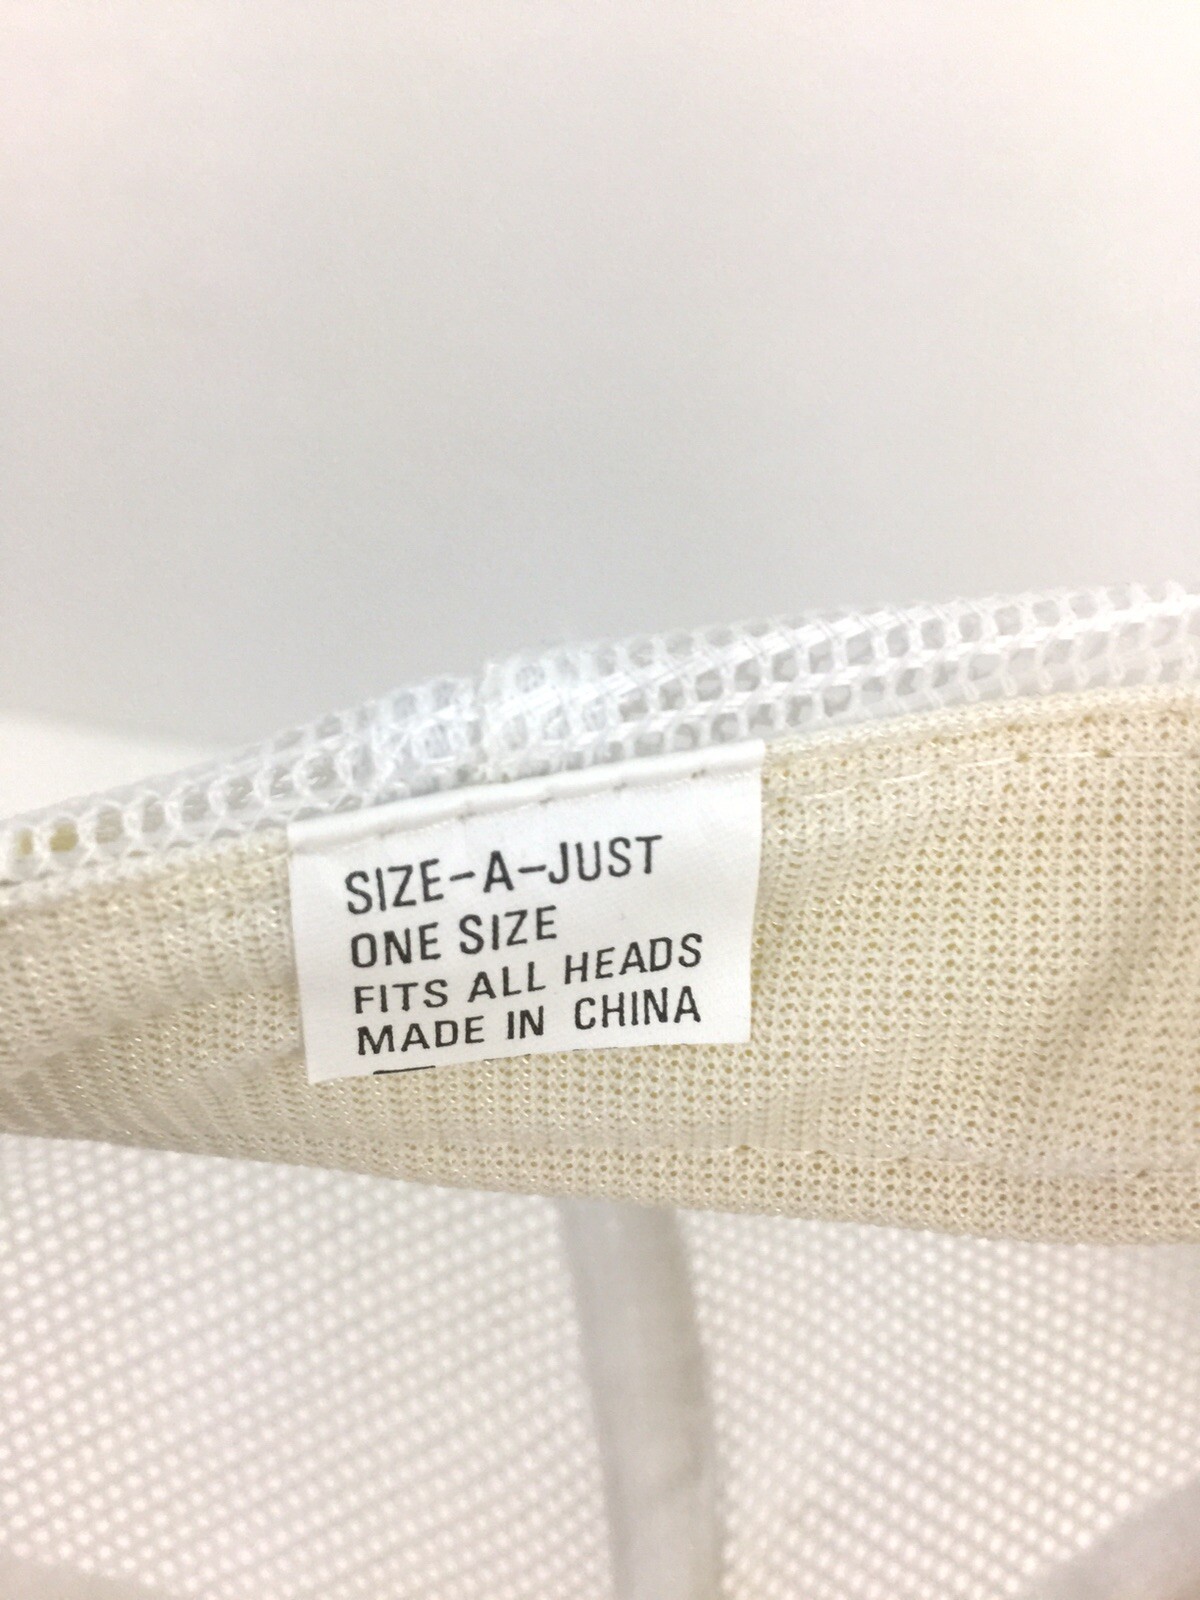 SIZE-A-JUST
ONE SIZE
FITS ALL HEADS
MADE IN CHINA